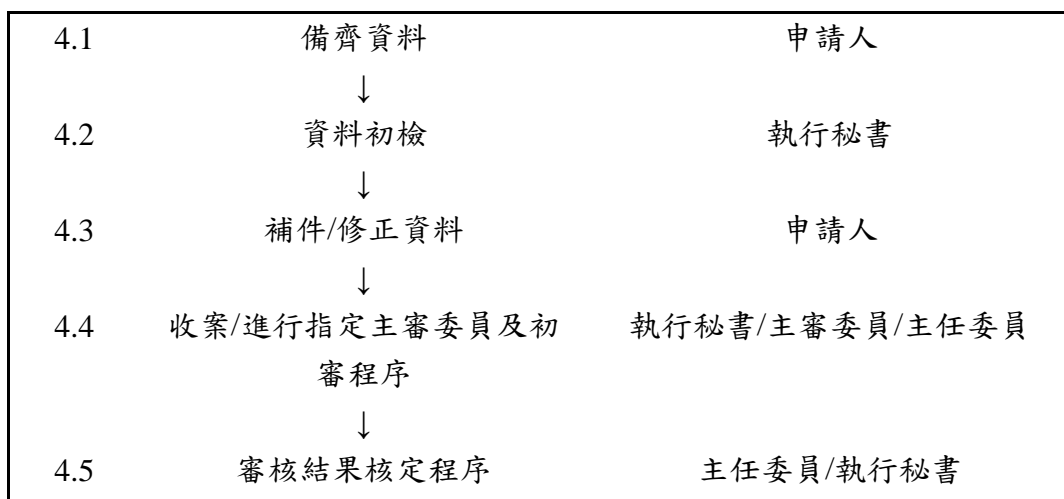 4.1 備齊資料 申請人
↓
4.2 資料初檢 執行秘書
↓
4.3 補件/修正資料 申請人
↓
4.4 收案/進行指定主審委員及初 執行秘書/主審委員/主任委員
審程序
↓
4.5 審核結果核定程序 主任委員/執行秘書